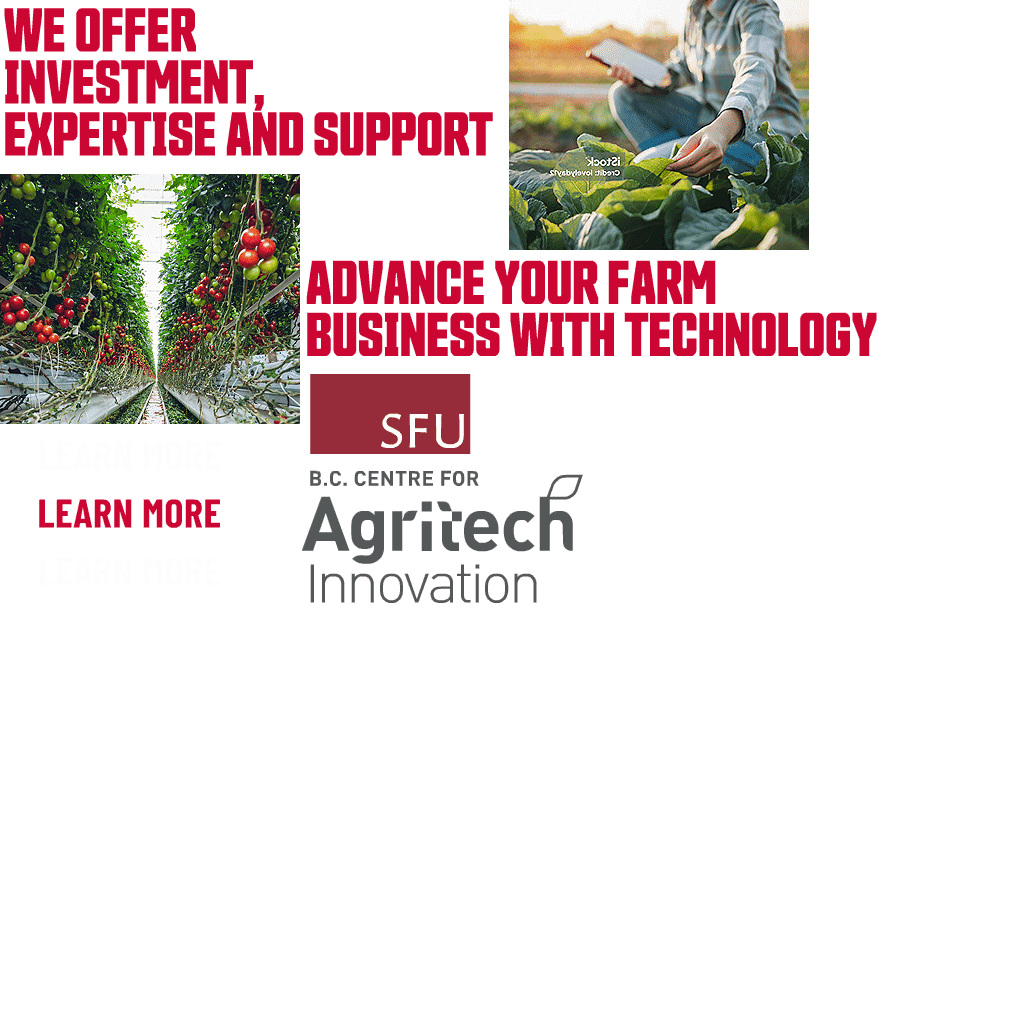 WE OFFER
INVESTMENT,
EXPERTISE AND SUPPORT
iStock
Credit: lovelyday12
ADVANCE YOUR FARM
BUSINESS WITH TECHNOLOGY
SFU
B.C. CENTRE FOR
Agritech
Innovation
LEARN MORE
LEARN MORE
LEARN MORE